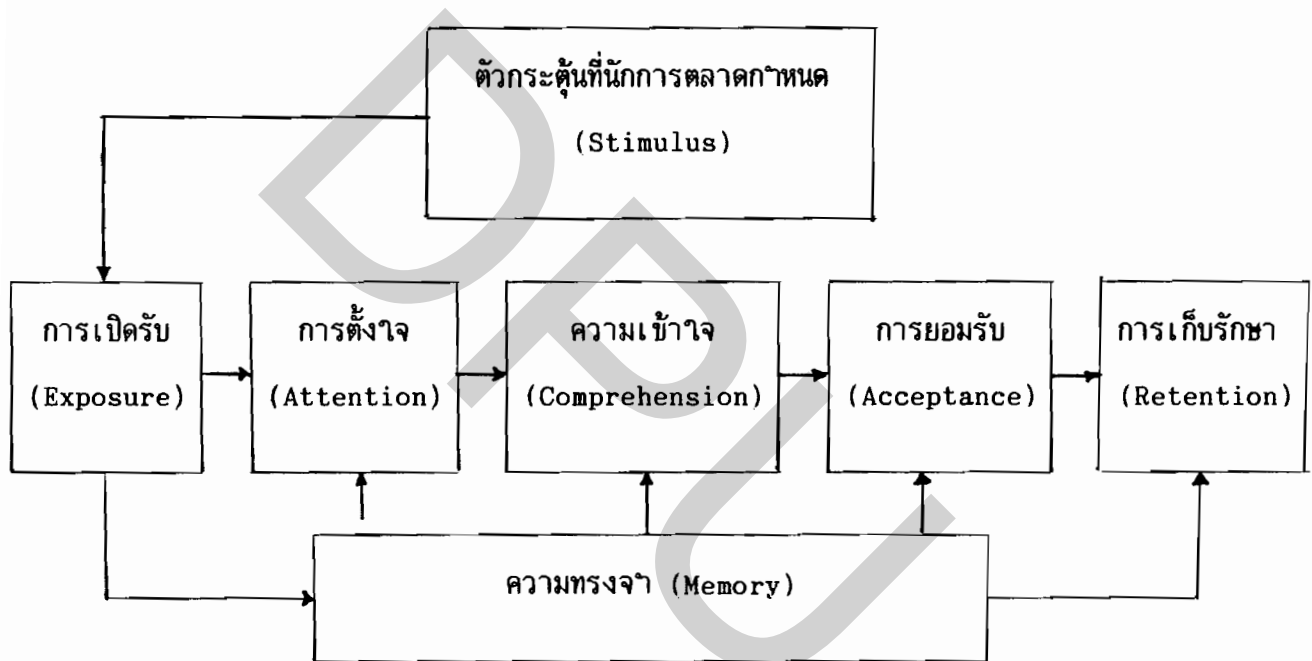 ตัวกระตุ้นที่นักการตลาดกำหนด
(Stimulus)
การเปิดรับ
(Exposure)
การตั้งใจ
(Attention)
ความเข้าใจ
(Comprehension)
การยอมรับ
(Acceptance)
การเก็บรักษา
(Retention)
ความทรงจำ (Memory)
DPU